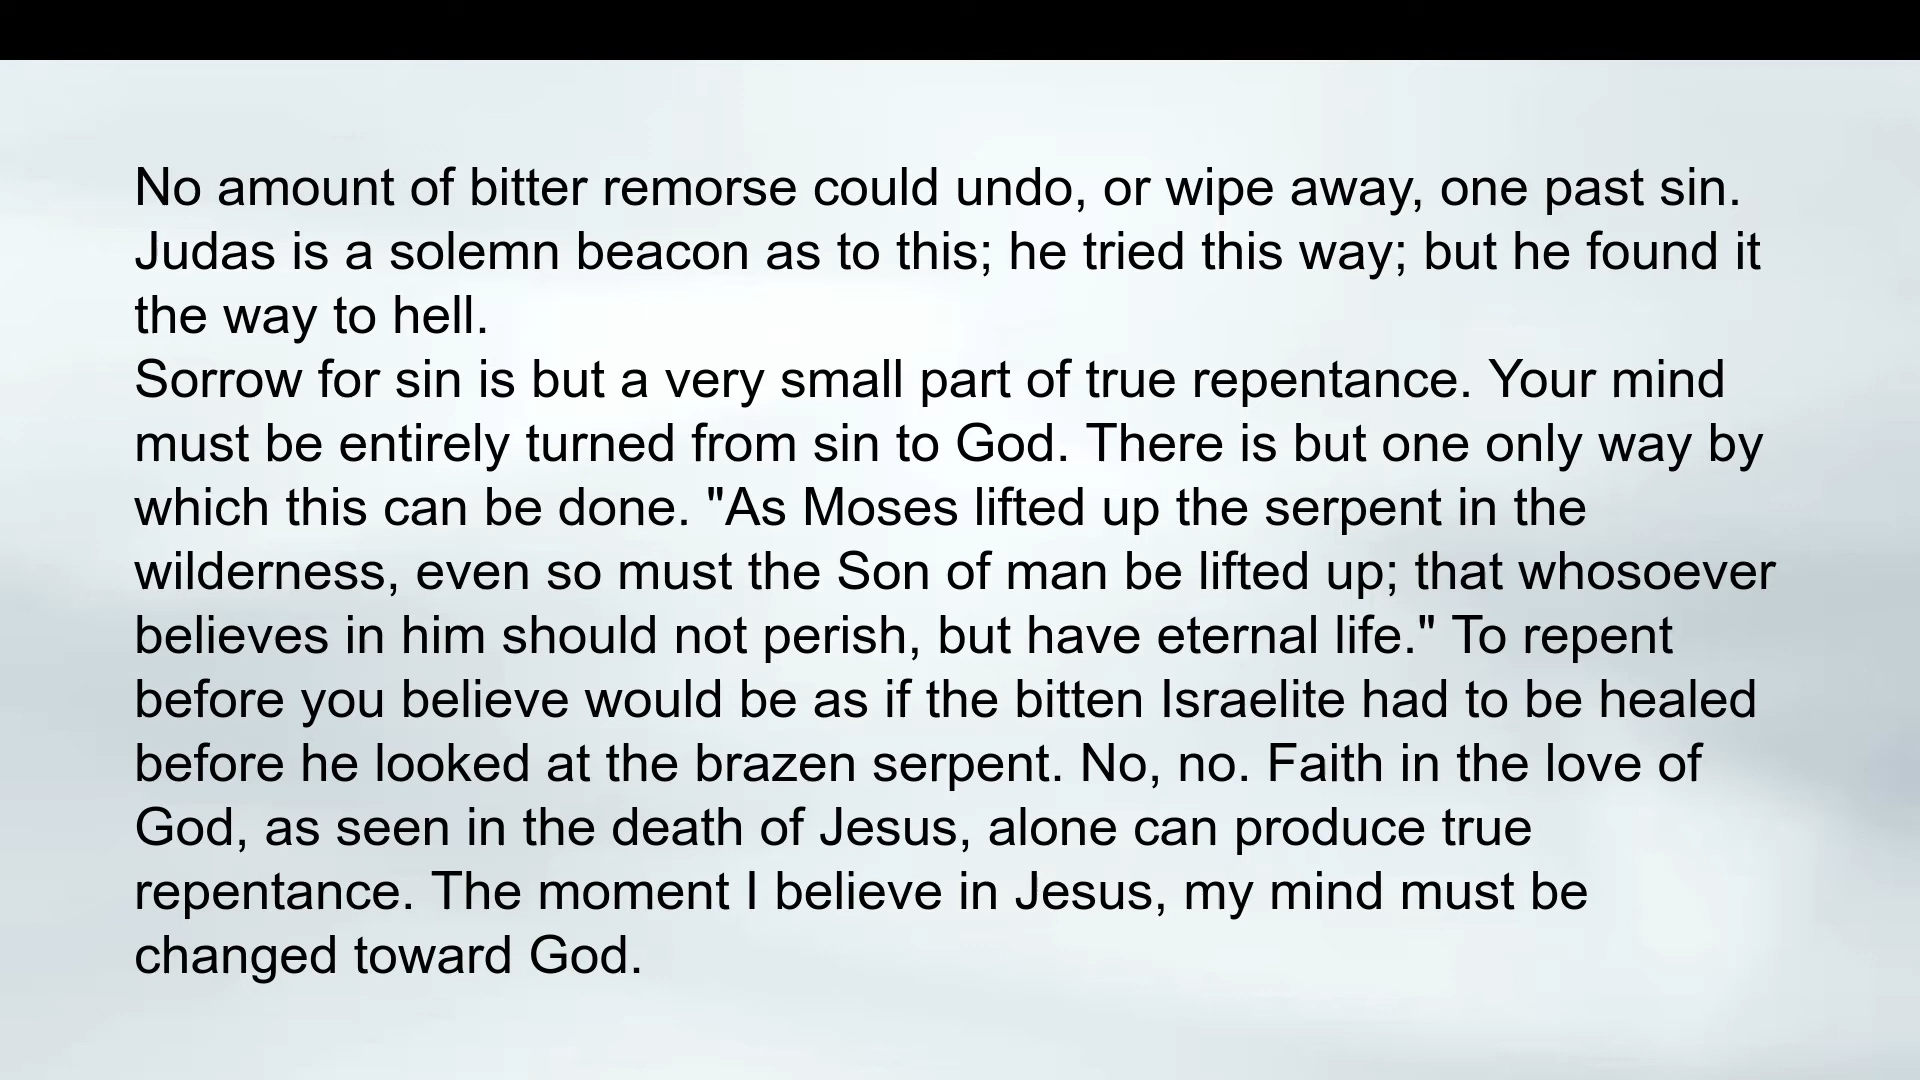 No amount of bitter remorse could undo, or wipe away, one past sin.
Judas is a solemn beacon as to this; he tried this way; but he found it
the way to hell.
Sorrow for sin is but a very small part of true repentance. Your mind
must be entirely turned from sin to God. There is but one only way by
which this can be done. "As Moses lifted up the serpent in the
wilderness, even so must the Son of man be lifted up; that whosoever
believes in him should not perish, but have eternal life." To repent
before you believe would be as if the bitten Israelite had to be healed
before he looked at the brazen serpent. No, no. Faith in the love of
God, as seen in the death of Jesus, alone can produce true
repentance. The moment I believe in Jesus, my mind must be
changed toward God.